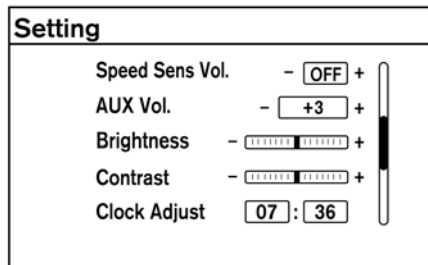 Setting
Speed Sens Vol. - OFF +
AUX Vol. - +3 +
Brightness - +
Contrast - +
Clock Adjust 07 : 36